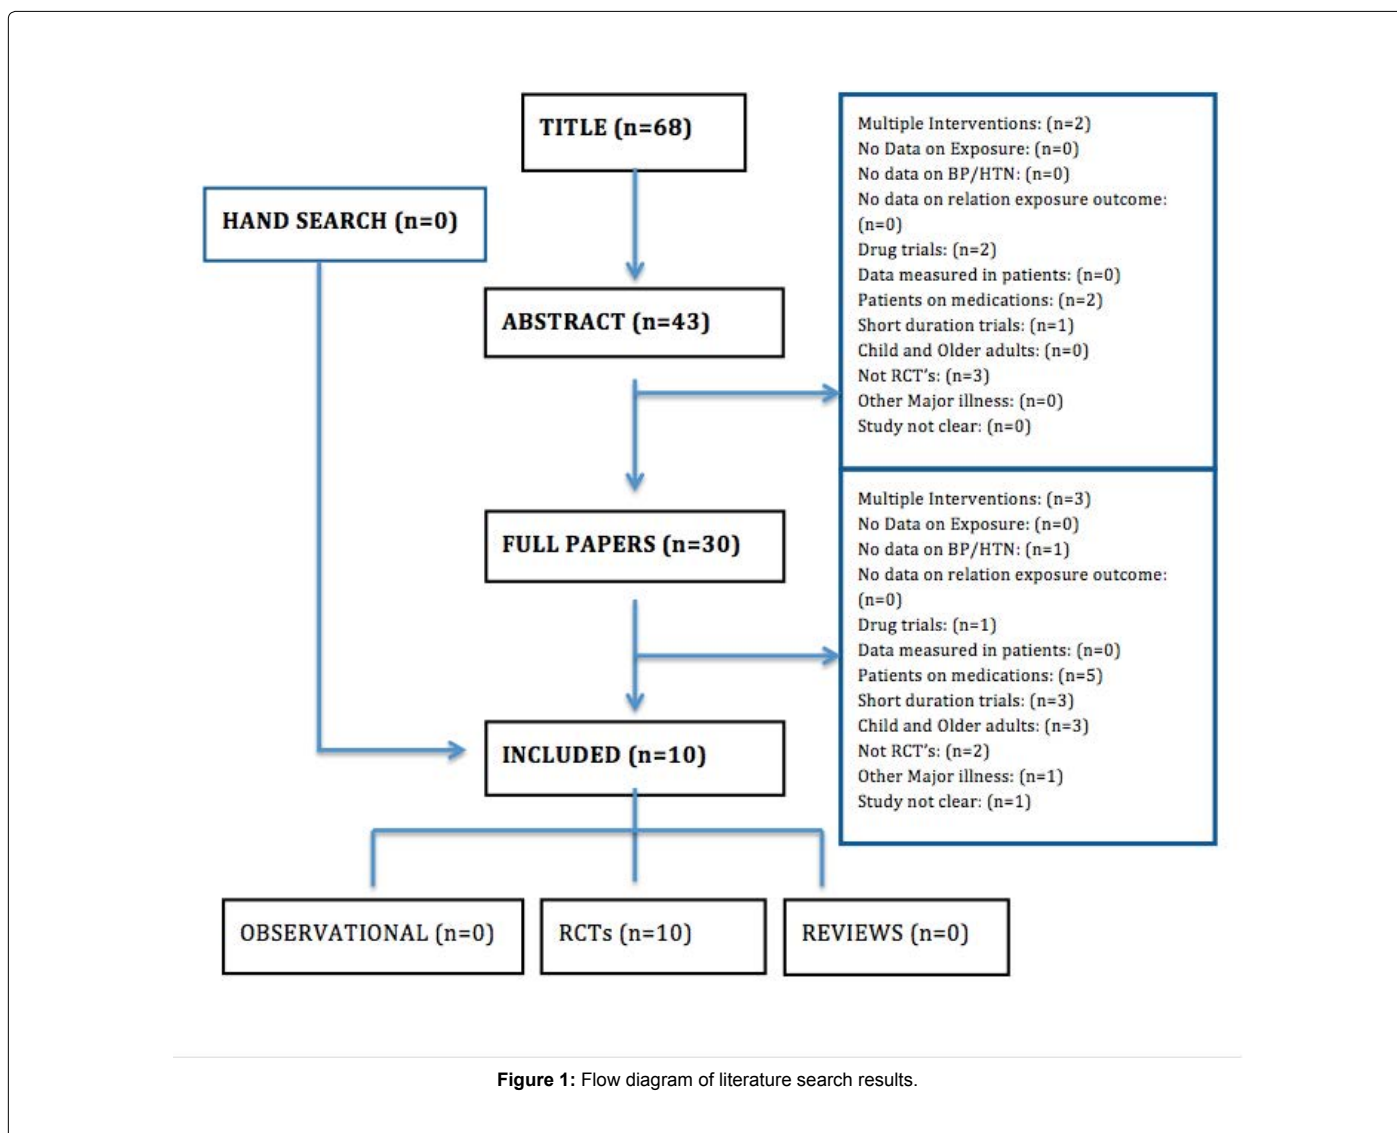 TITLE (n=68)
HAND SEARCH (n=0)
ABSTRACT (n=43)
Multiple Interventions: (n=2)
No Data on Exposure: (n=0)
No data on BP/HTN: (n=0)
No data on relation exposure outcome:
(n=0)
Drug trials: (n=2)
Data measured in patients: (n=0)
Patients on medications: (n=2)
Short duration trials: (n=1)
Child and Older adults: (n=0)
Not RCT's: (n=3)
Other Major illness: (n=0)
Study not clear: (n=0)
FULL PAPERS (n=30)
Multiple Interventions: (n=3)
No Data on Exposure: (n=0)
No data on BP/HTN: (n=1)
No data on relation exposure outcome:
(n=0)
Drug trials: (n=1)
Data measured in patients: (n=0)
Patients on medications: (n=5)
Short duration trials: (n=3)
Child and Older adults: (n=3)
Not RCT's: (n=2)
Other Major illness: (n=1)
Study not clear: (n=1)
INCLUDED (n=10)
OBSERVATIONAL (n=0)
RCTs (n=10)
REVIEWS (n=0)
Figure 1: Flow diagram of literature search results.